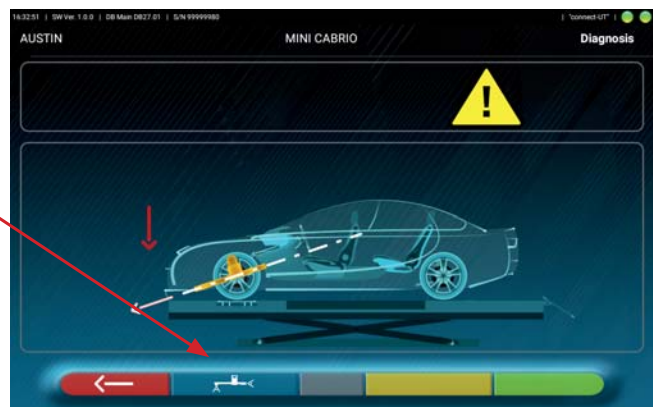 16:32:51 | SW Ver. 1.0.0 | DB Main DB27.01 | S/N 99999980 | "connect-UT" |
AUSTIN MINI CABRIO Diagnosis
!